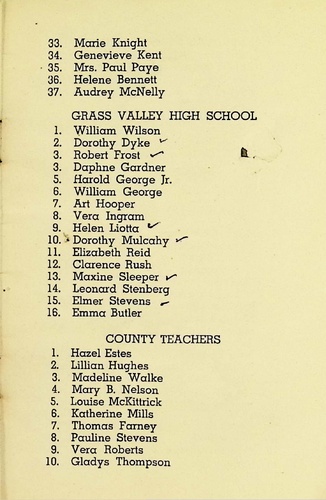 33. Marie Knight
34. Genevieve Kent
35. Mrs. Paul Paye
36. Helene Bennett
37. Audrey McNelly
GRASS VALLEY HIGH SCHOOL
1. William Wilson
2. Dorothy Dyke ✓
3. Robert Frost ✓
3. Daphne Gardner
5. Harold George Jr.
6. William George
7. Art Hooper
8. Vera Ingram
9. Helen Liotta ✓
10. Dorothy Mulcahy ✓
11. Elizabeth Reid
12. Clarence Rush
13. Maxine Sleeper ✓
14. Leonard Stenberg
15. Elmer Stevens ✓
16. Emma Butler
COUNTY TEACHERS
1. Hazel Estes
2. Lillian Hughes
3. Madeline Walke
4. Mary B. Nelson
5. Louise McKittrick
6. Katherine Mills
7. Thomas Farney
8. Pauline Stevens
9. Vera Roberts
10. Gladys Thompson